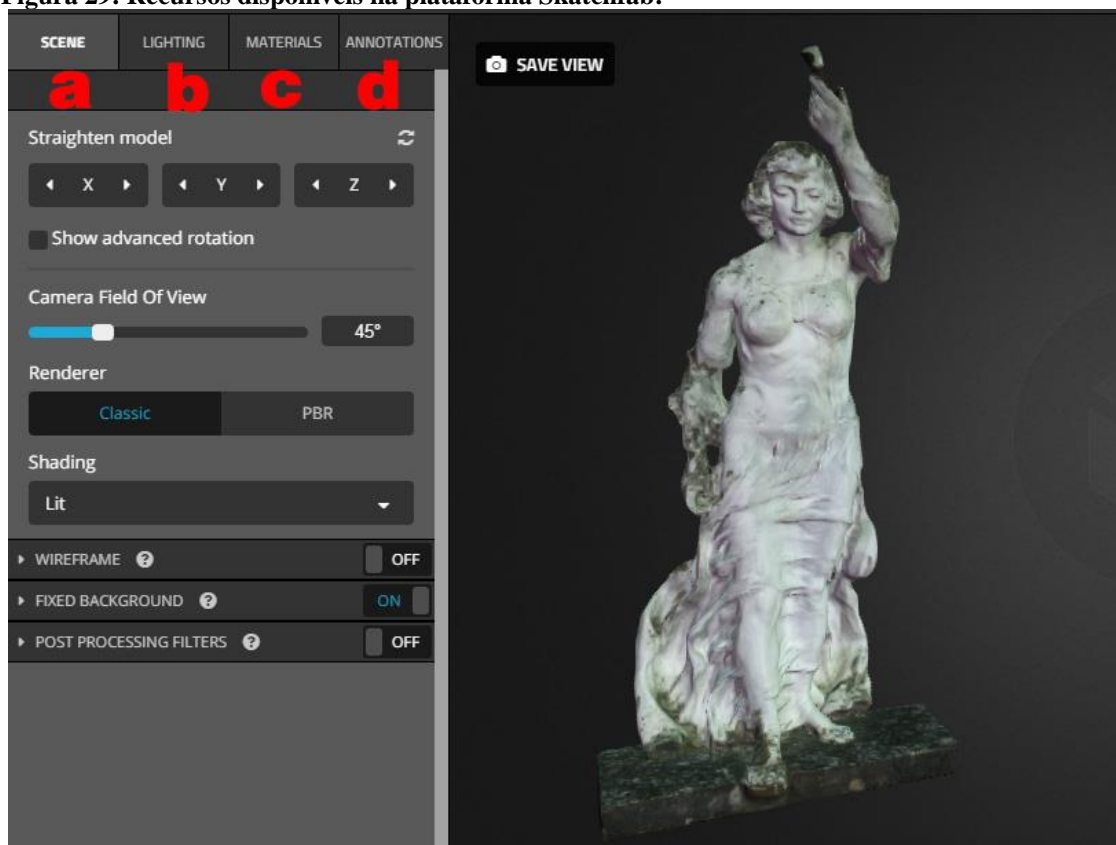 Figura 29: Recursos disponíveis na plataforma Sketchfab.
SCENE LIGHTING MATERIALS ANNOTATIONS
a b c d
SAVE VIEW
Straighten model
X Y Z
Show advanced rotation
Camera Field Of View
45°
Renderer
Classic PBR
Shading
Lit
WIREFRAME ? OFF
FIXED BACKGROUND ? ON
POST PROCESSING FILTERS ? OFF